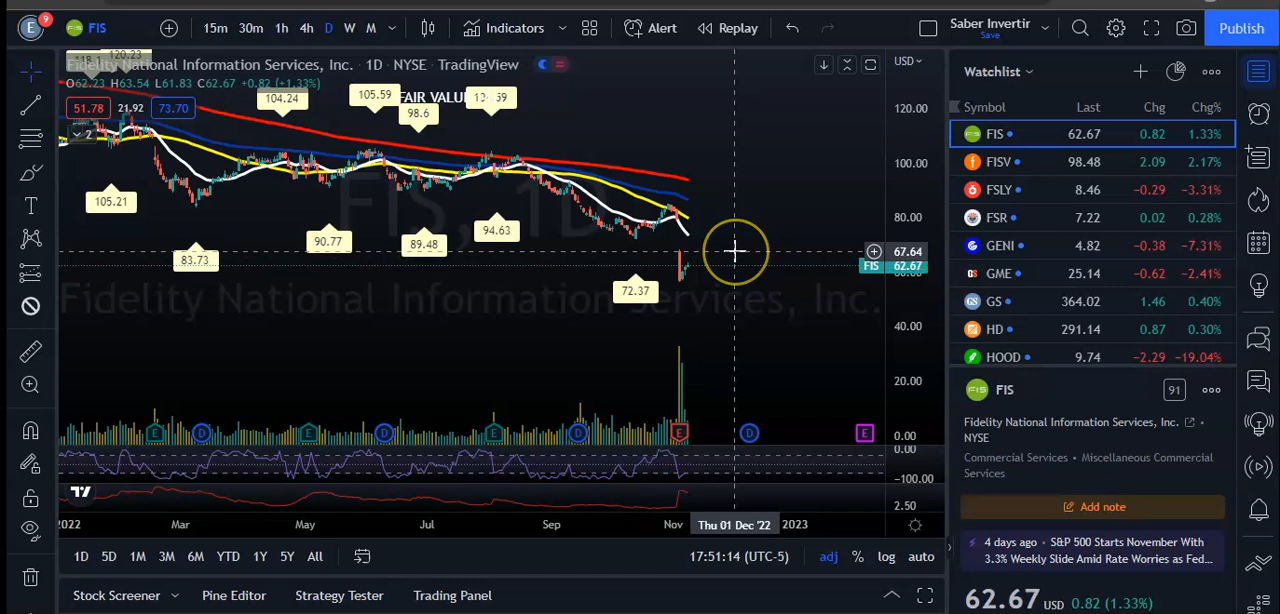 E 9 FIS 15m 30m 1h 4h D W M Indicators Alert Replay Saber Invertir Save Publish
Fidelity National Information Services, Inc. · 1D · NYSE · TradingView
O62.23 H63.54 L61.83 C62.67 +0.82 (+1.33%)
51.78 21.92 73.70
2
120.23
104.24
105.59
FAIR VALUE
98.6
105.21
83.73
90.77
89.48
94.63
72.37
FIS, 1D
Fidelity National Information Services, Inc.
USD
120.00
100.00
80.00
67.64
FIS 62.67
60.00
40.00
20.00
0.00
0.00
−100.00
2.50
E D E D E D E D E
2022 Mar May Jul Sep Nov Thu 01 Dec '22 2023
1D 5D 1M 3M 6M YTD 1Y 5Y All 17:51:14 (UTC-5) adj % log auto
Stock Screener Pine Editor Strategy Tester Trading Panel
Watchlist
Symbol Last Chg Chg%
FIS 62.67 0.82 1.33%
FISV 98.48 2.09 2.17%
FSLY 8.46 −0.29 −3.31%
FSR 7.22 0.02 0.28%
GENI 4.82 −0.38 −7.31%
GME 25.14 −0.62 −2.41%
GS 364.02 1.46 0.40%
HD 291.14 0.87 0.30%
HOOD 9.74 −2.29 −19.04%
FIS 91
Fidelity National Information Services, Inc. ·
NYSE
Commercial Services • Miscellaneous Commercial
Services
Add note
4 days ago · S&P 500 Starts November With
3.3% Weekly Slide Amid Rate Worries as Fed...
62.67 USD 0.82 (1.33%)